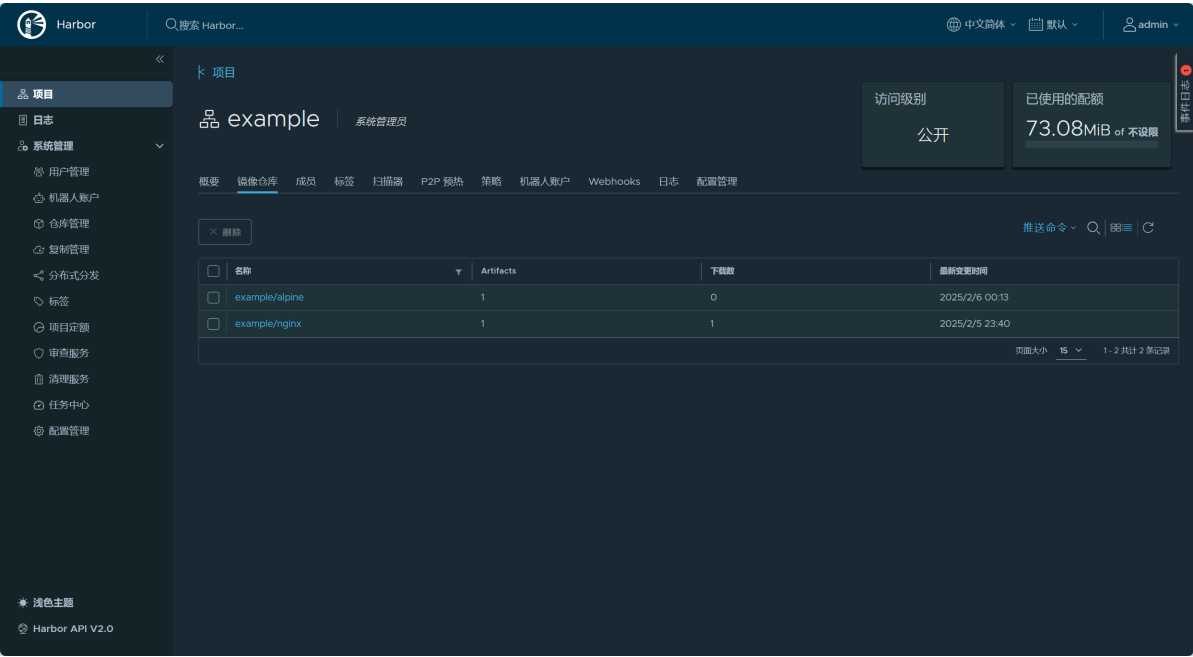 Harbor
搜索 Harbor...
中文简体
默认
admin
项目
日志
系统管理
用户管理
机器人账户
仓库管理
复制管理
分布式分发
标签
项目定额
审查服务
清理服务
任务中心
配置管理
浅色主题
Harbor API V2.0
项目
example
系统管理员
访问级别
公开
已使用的配额
73.08MiB of 不设限
事件日志
1
概要 镜像仓库 成员 标签 扫描器 P2P 预热 策略 机器人账户 Webhooks 日志 配置管理
删除
推送命令
名称 Artifacts 下载数 最新变更时间
example/alpine 1 0 2025/2/6 00:13
example/nginx 1 1 2025/2/5 23:40
页面大小 15 1 - 2 共计 2 条记录